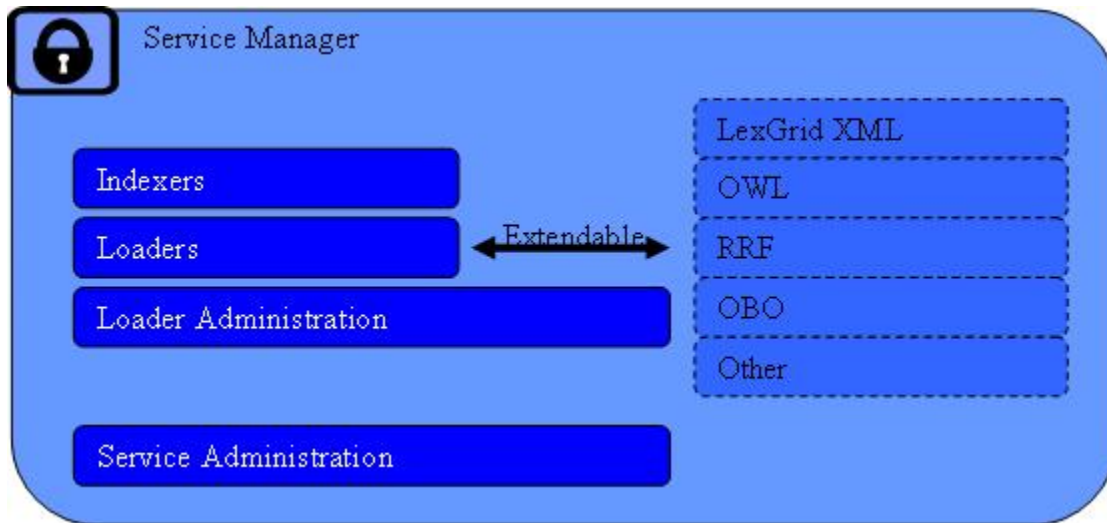 Service Manager
Indexers
Loaders
Loader Administration
Service Administration
Extendable
LexGrid XML
OWL
RRF
OBO
Other